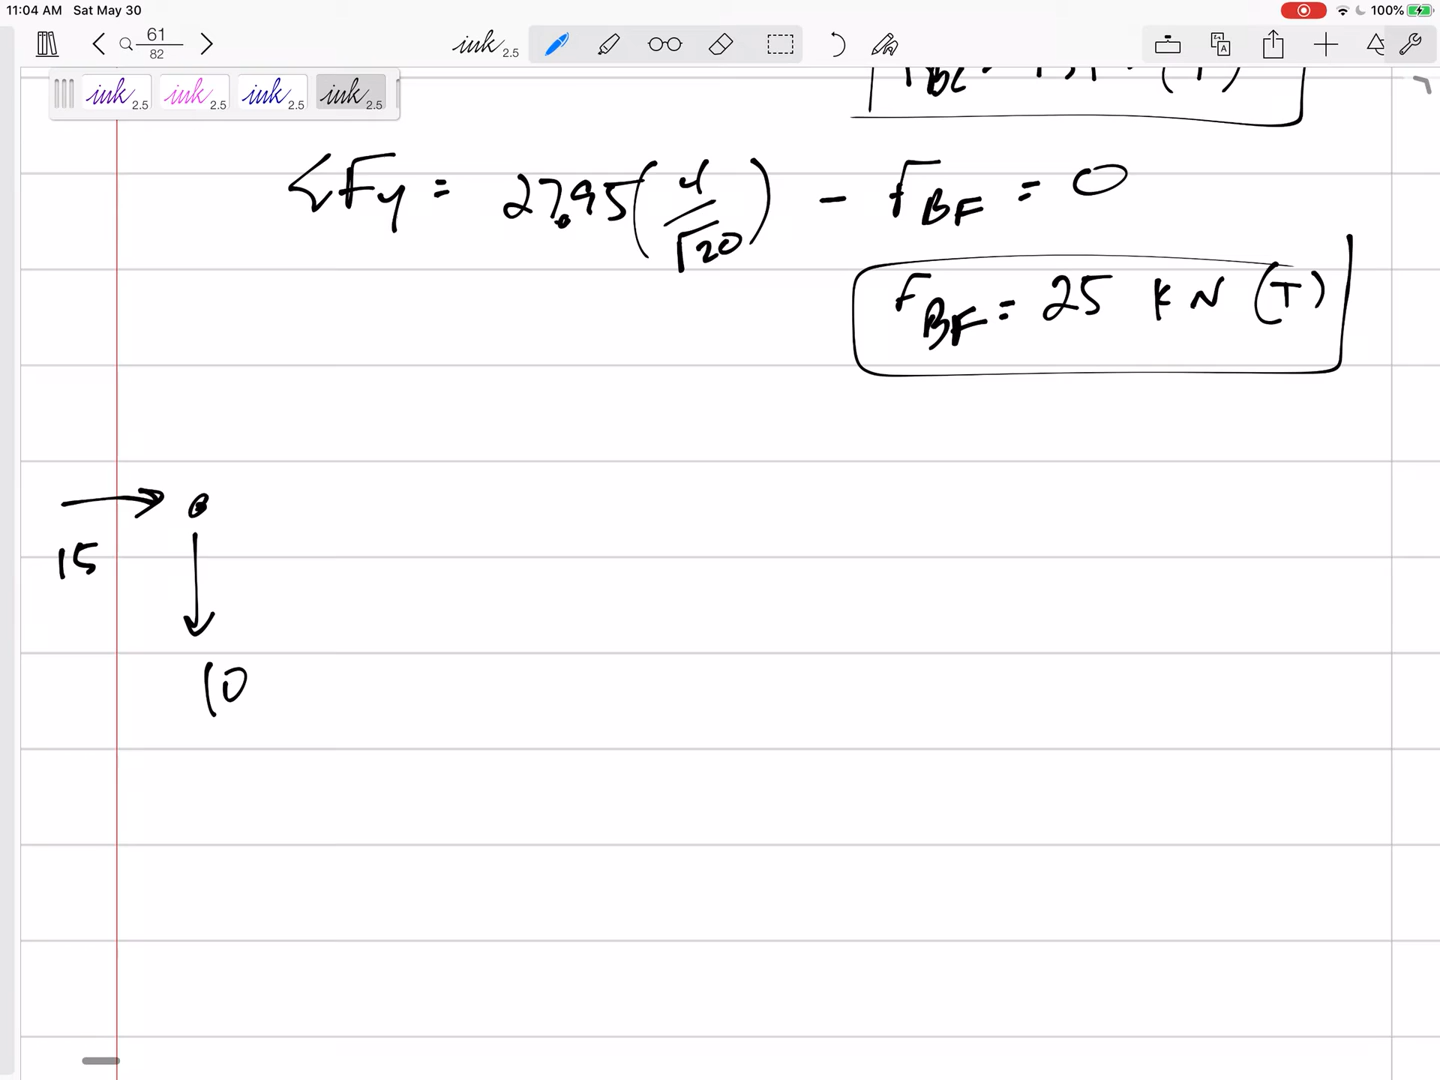 11:04 AM Sat May 30
100%
61
82
ink 2.5
ink 2.5 ink 2.5 ink 2.5 ink 2.5
ΣFy = 27.95(4/√20) - FBF = 0
FBF = 25 KN (T)
15
10